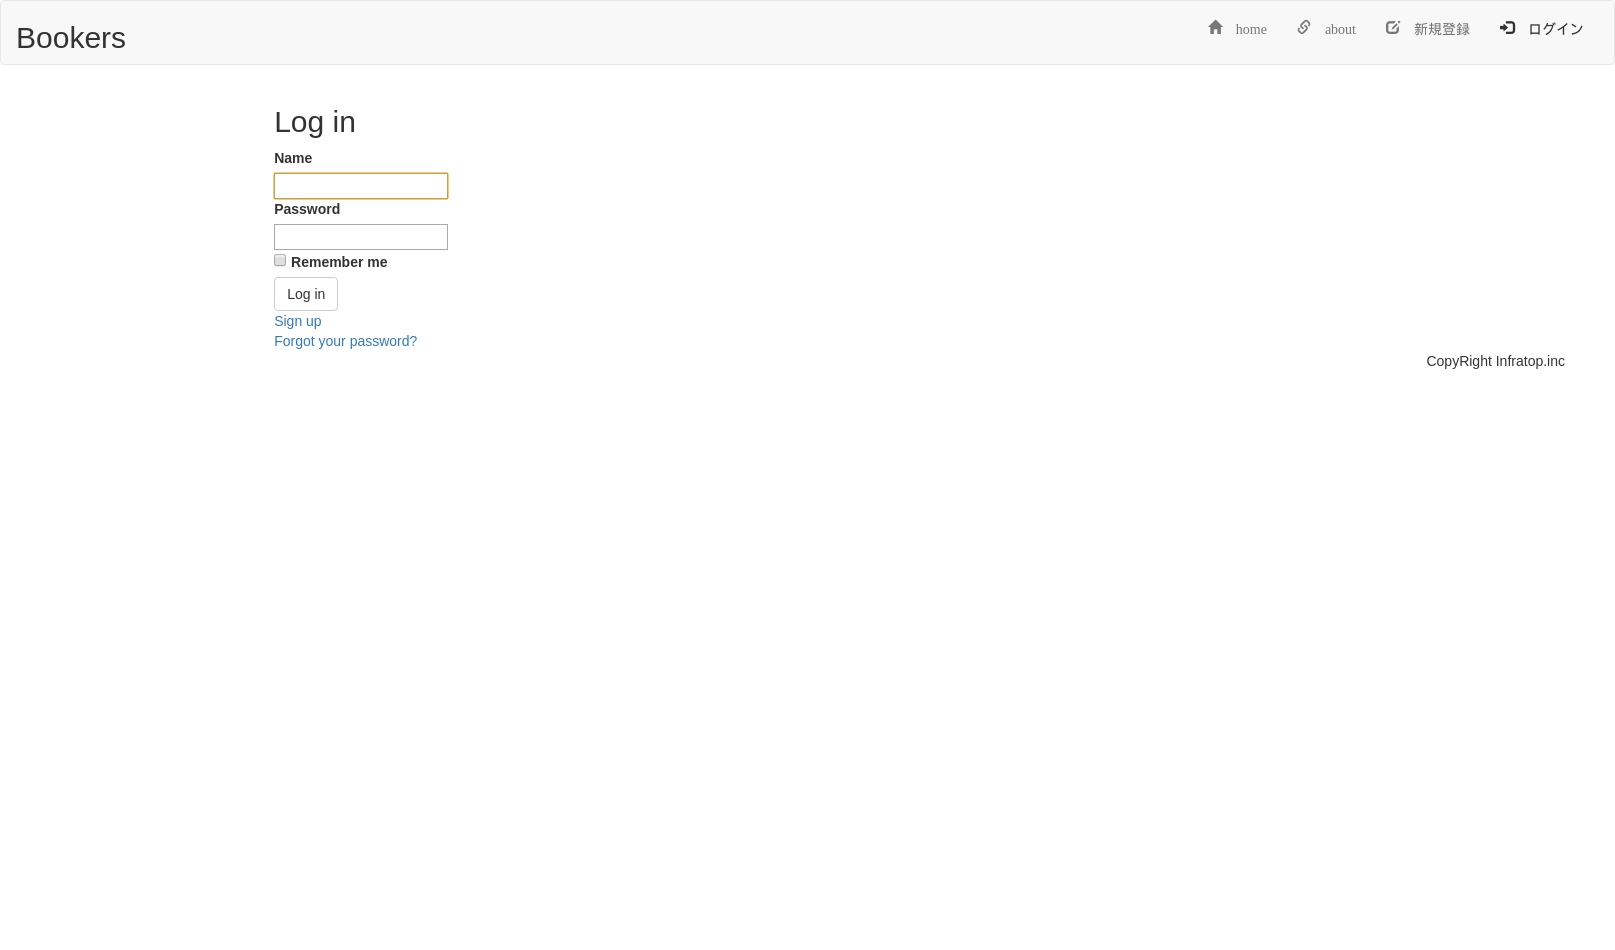 Bookers
home about 新規登録 ログイン
Log in
Name
Password
Remember me
Log in
Sign up
Forgot your password?
CopyRight Infratop.inc